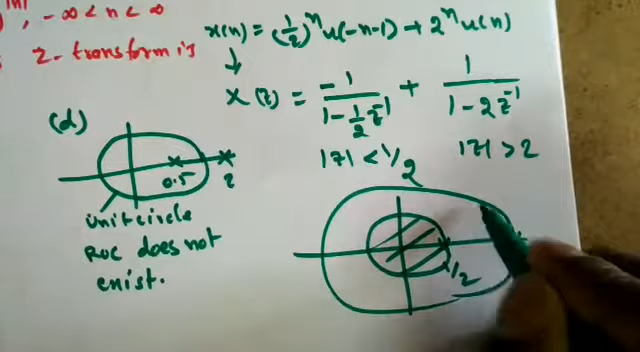 , -∞ < n < ∞
z-transform is
x(n) = (1/2)^n u(-n-1) + 2^n u(n)
↓
X(z) = -1/(1 - 1/2 z^-1) + 1/(1 - 2z^-1)
|z| < 1/2 |z| > 2
(d)
0.5 2
unit circle
ROC does not
exist.
1/2